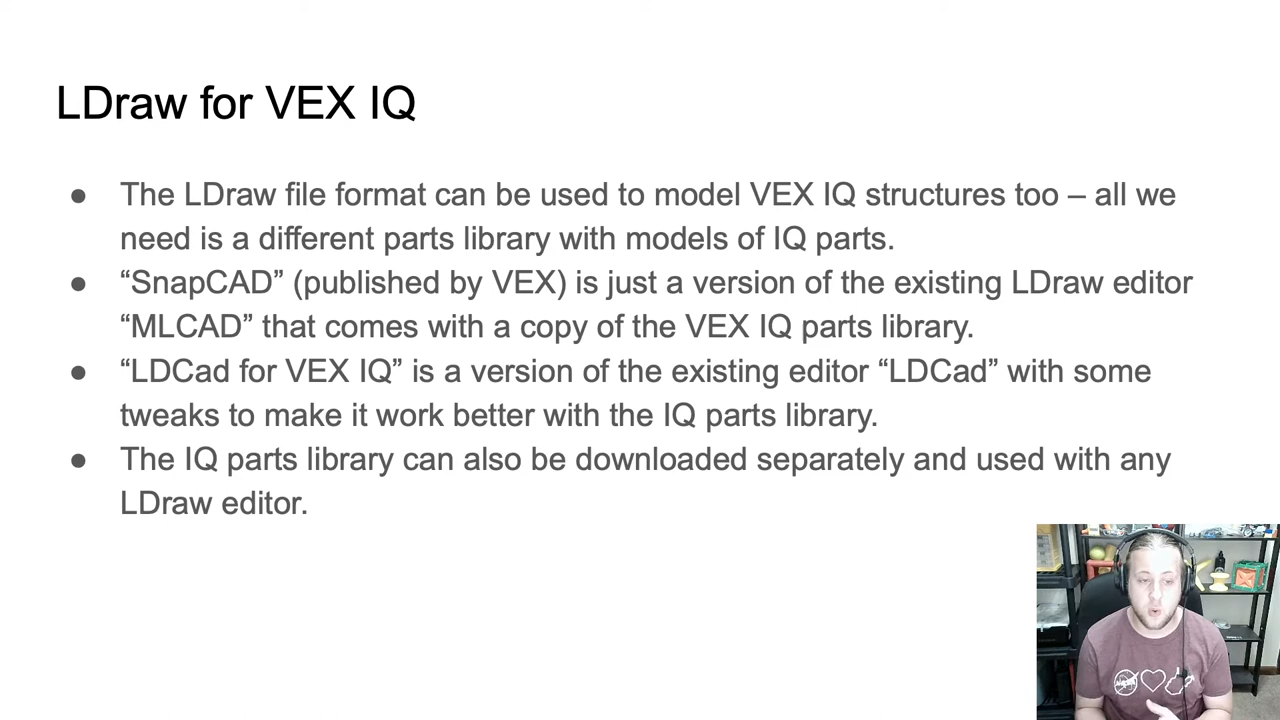 LDraw for VEX IQ
● The LDraw file format can be used to model VEX IQ structures too – all we
need is a different parts library with models of IQ parts.
● “SnapCAD” (published by VEX) is just a version of the existing LDraw editor
“MLCAD” that comes with a copy of the VEX IQ parts library.
● “LDCad for VEX IQ” is a version of the existing editor “LDCad” with some
tweaks to make it work better with the IQ parts library.
● The IQ parts library can also be downloaded separately and used with any
LDraw editor.